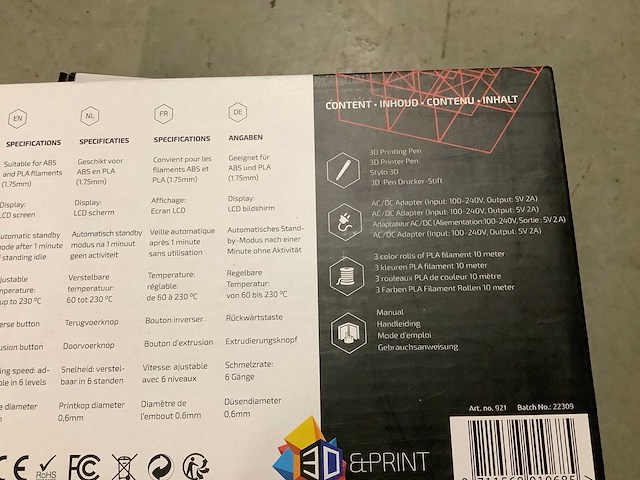 EN
SPECIFICATIONS
Suitable for ABS
and PLA filaments
(1.75mm)
Display:
LCD screen
standby
after 1 minute
standing idle
Temperature
up to 230 ºC
button
button
speed:
in 6 levels
diameter
NL
SPECIFICATIES
Geschikt voor
ABS en PLA
(1.75mm)
Display:
LCD scherm
Automatisch standby
modus na 1 minuut
geen activiteit
Verstelbare
temperatuur:
60 tot 230 ºC
Terugvoerknop
Doorvoerknop
Snelheid: verstel-
baar in 6 standen
Printkop diameter
0,6mm
FR
SPECIFICATIONS
Convient pour les
filaments ABS et
PLA (1.75mm)
Affichage:
Ecran LCD
Veille automatique
après 1 minute
sans utilisation
Temperature:
réglable:
de 60 à 230 ºC
Bouton inverser
Bouton d'extrusion
Vitesse: ajustable
avec 6 niveaux
Diamètre de
l'embout 0,6mm
DE
ANGABEN
Geeignet für
ABS und PLA
(1.75mm)
Display:
LCD bildshirm
Automatisches Stand-
by-Modus nach einer
Minute ohne Aktivität
Regelbare
Temperatur:
von 60 bis 230 ºC
Rückwärtstaste
Extrudierungsknopf
Schmelzrate:
6 Gänge
Düsendiameter
0.6mm
CE RoHS FC
3D &PRINT
CONTENT • INHOUD • CONTENU • INHALT
3D Printing Pen
3D Printer Pen
Stylo 3D
3D -Pen Drucker-Stift
AC/DC Adapter (Input: 100-240V, Output: 5V 2A)
AC/DC Adapter (Input: 100-240V, Output: 5V 2A)
Adaptateur AC/DC (Alimentation:100-240V, Sortie : 5V 2A)
AC/DC Adapter (Input: 100-240V, Output: 5V 2A)
3 color rolls of PLA filament 10 meter
3 kleuren PLA filament 10 meter
3 rouleaux PLA de couleur 10 mètre
3 Farben PLA Filament Rollen 10 meter
Manual
Handleiding
Mode d'emploi
Gebrauchsanweisung
Art. no. 921 Batch No.: 22309